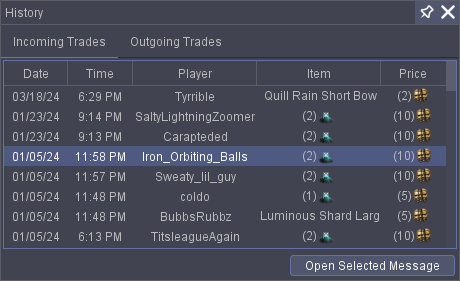 History
Incoming Trades Outgoing Trades
Date Time Player Item Price
03/18/24 6:29 PM Tyrrible Quill Rain Short Bow (2)
01/23/24 9:14 PM SaltyLightningZoomer (2) (10)
01/23/24 9:13 PM Carapteded (2) (10)
01/05/24 11:58 PM Iron_Orbiting_Balls (2) (10)
01/05/24 11:57 PM Sweaty_lil_guy (2) (10)
01/05/24 11:48 PM coldo (1) (5)
01/05/24 11:48 PM BubbsRubbz Luminous Shard Larg (5)
01/05/24 6:13 PM TitsleagueAgain (2) (10)
Open Selected Message